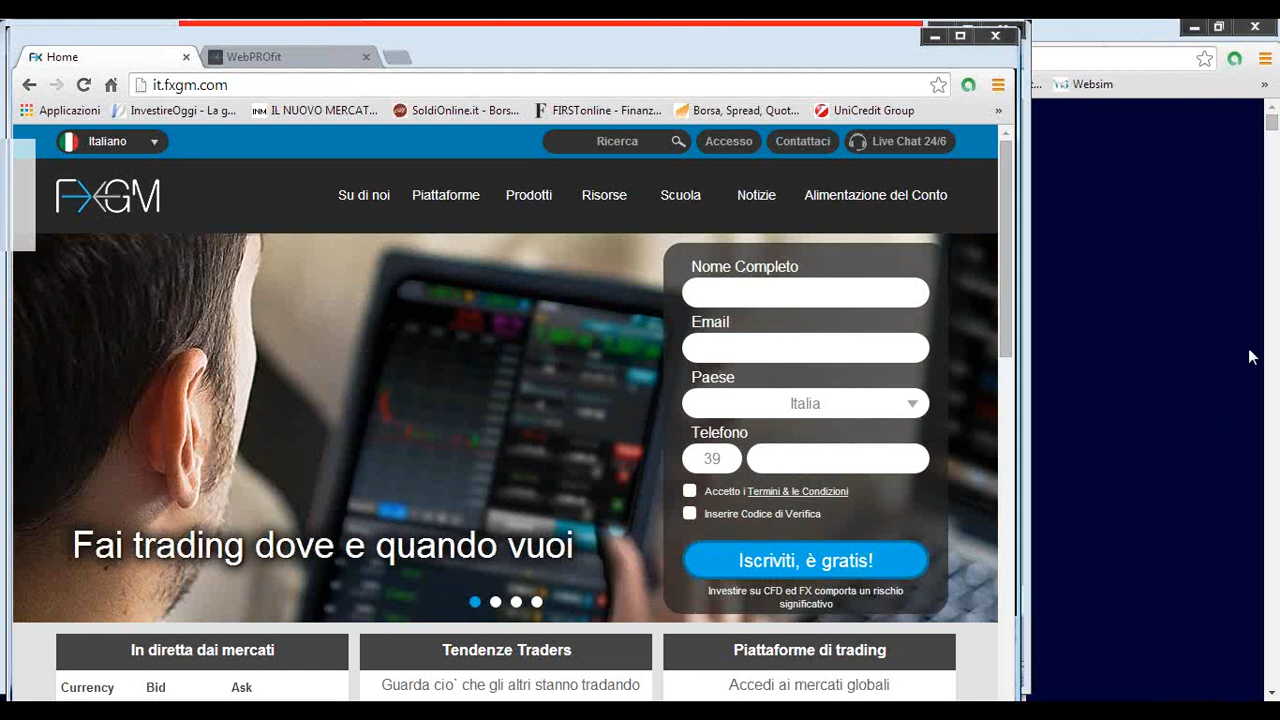 Home
WebPROfit
it.fxgm.com
Applicazioni
InvestireOggi - La g...
INM IL NUOVO MERCAT...
SoldiOnline.it - Bors...
F FIRSTonline - Finanz...
Borsa, Spread, Quot...
UniCredit Group
»
Websim
»
Italiano
Ricerca
Accesso
Contattaci
Live Chat 24/6
FXGM
Su di noi
Piattaforme
Prodotti
Risorse
Scuola
Notizie
Alimentazione del Conto
Nome Completo
Email
Paese
Italia
Telefono
39
Accetto i Termini & le Condizioni
Inserire Codice di Verifica
Iscriviti, è gratis!
Investire su CFD ed FX comporta un rischio
significativo
Fai trading dove e quando vuoi
In diretta dai mercati
Tendenze Traders
Piattaforme di trading
Currency Bid Ask
Guarda cio` che gli altri stanno tradando
Accedi ai mercati globali